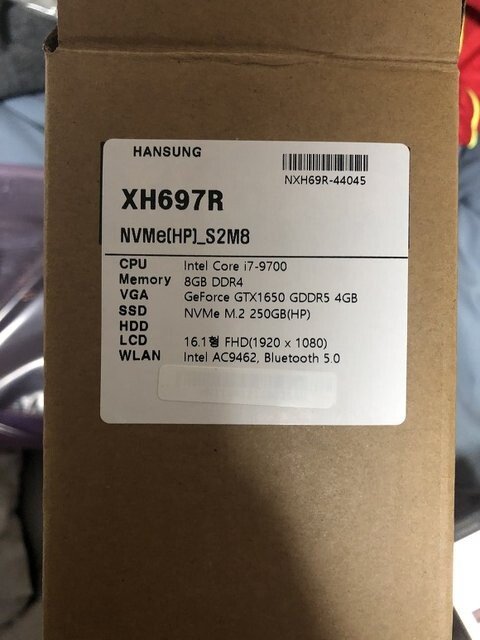 HANSUNG
NXH69R-44045
XH697R
NVMe(HP)_S2M8
CPU Intel Core i7-9700
Memory 8GB DDR4
VGA GeForce GTX1650 GDDR5 4GB
SSD NVMe M.2 250GB(HP)
HDD
LCD 16.1형 FHD(1920 x 1080)
WLAN Intel AC9462, Bluetooth 5.0